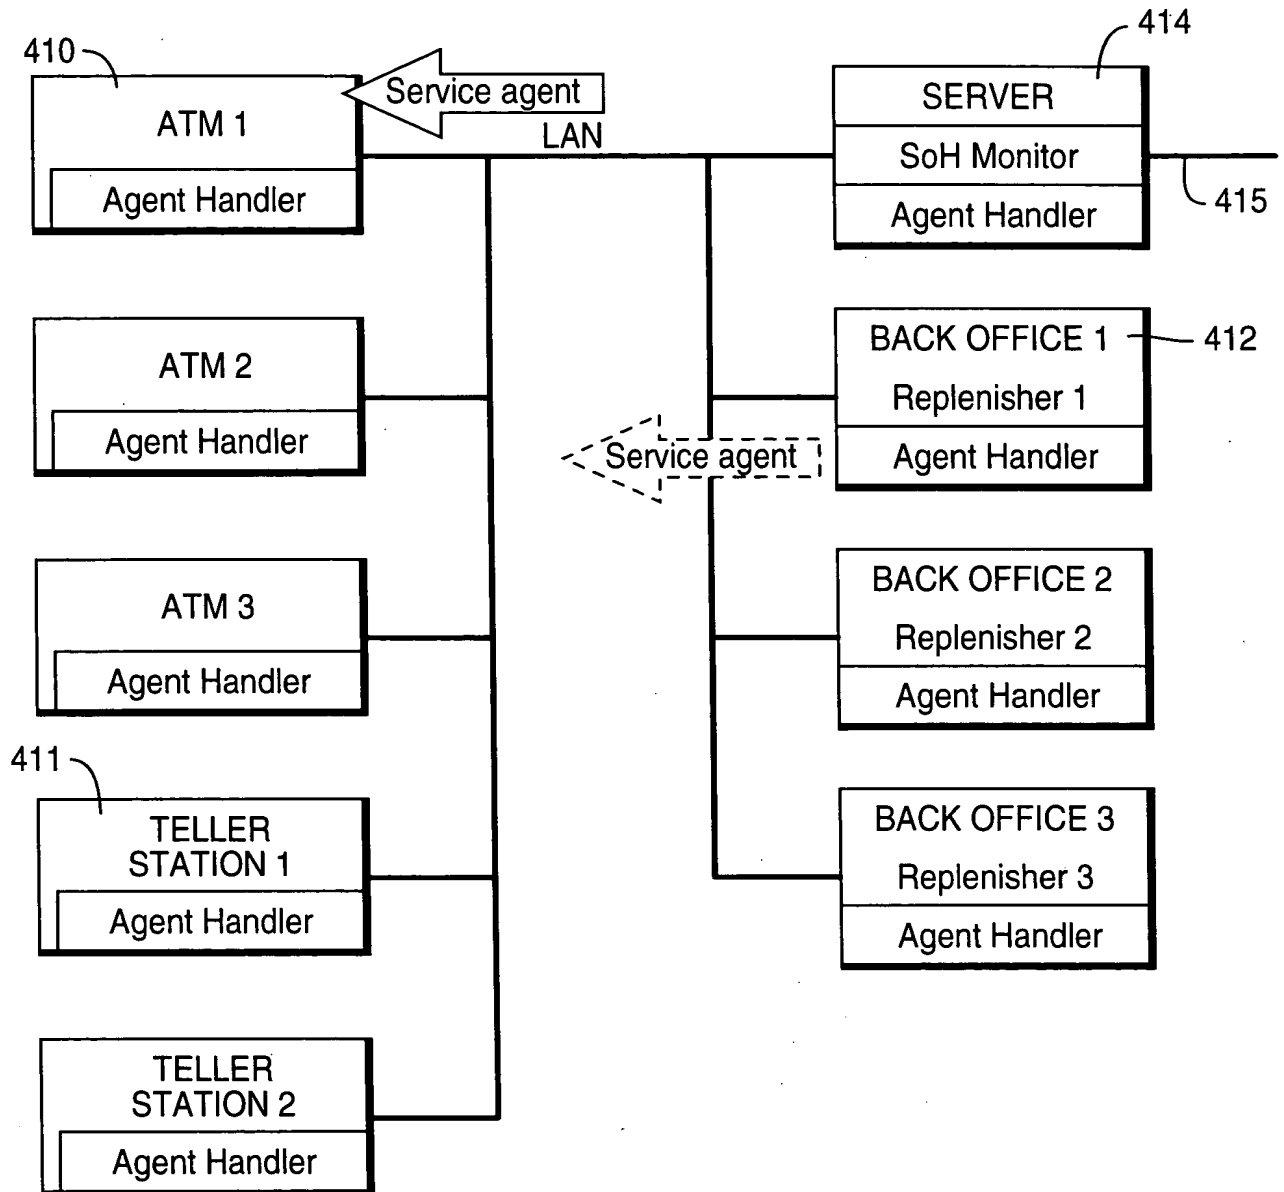 410
ATM 1
Agent Handler
Service agent
LAN
414
SERVER
SoH Monitor
Agent Handler
415
ATM 2
Agent Handler
BACK OFFICE 1
Replenisher 1
Agent Handler
412
Service agent
ATM 3
Agent Handler
BACK OFFICE 2
Replenisher 2
Agent Handler
411
TELLER
STATION 1
Agent Handler
BACK OFFICE 3
Replenisher 3
Agent Handler
TELLER
STATION 2
Agent Handler